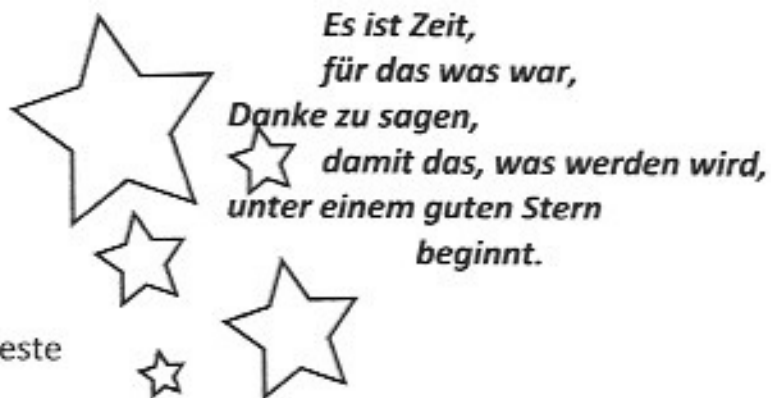 Es ist Zeit,
für das was war,
Danke zu sagen,
damit das, was werden wird,
unter einem guten Stern
beginnt.
este